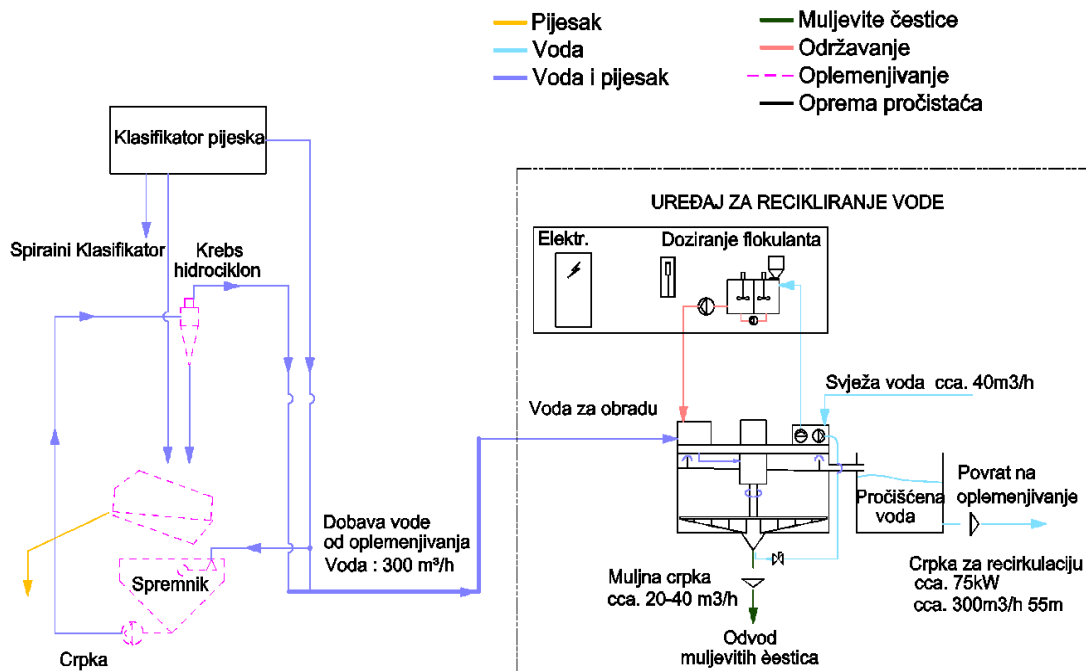 Pijesak
Voda
Voda i pijesak
Muljevite čestice
Održavanje
Oplemenjivanje
Oprema pročistaća
Klasifikator pijeska
Spiraini Klasifikator
Krebs
hidrociklon
Spremnik
Crpka
Dobava vode
od oplemenjivanja
Voda : 300 m³/h
UREĐAJ ZA RECIKLIRANJE VODE
Elektr.
Doziranje flokulanta
Voda za obradu
Svježa voda cca. 40m3/h
Pročišćena
voda
Povrat na
oplemenjivanje
Crpka za recirkulaciju
cca. 75kW
cca. 300m3/h 55m
Muljna crpka
cca. 20-40 m3/h
Odvod
muljevitih èestica